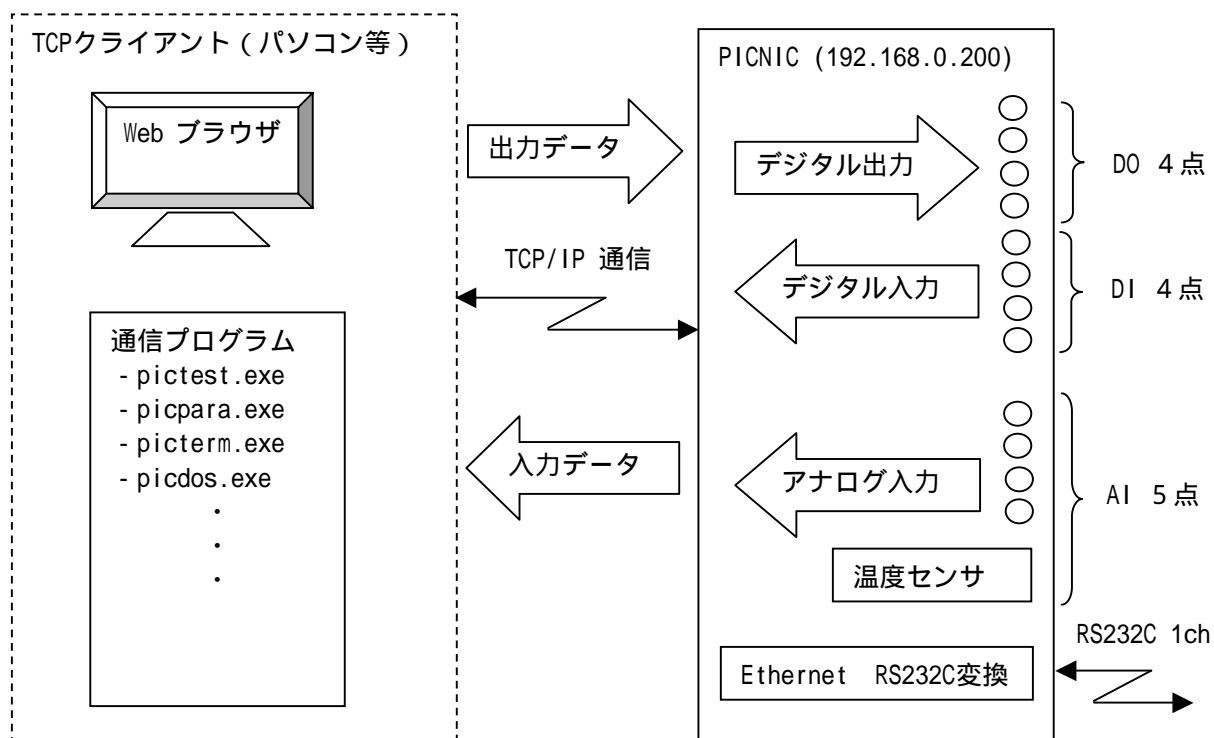 TCPクライアント（パソコン等）
Web ブラウザ
通信プログラム
- pictest.exe
- picpara.exe
- picterm.exe
- picdos.exe
・
・
・
出力データ
TCP/IP 通信
入力データ
PICNIC (192.168.0.200)
デジタル出力
デジタル入力
アナログ入力
温度センサ
Ethernet　RS232C変換
DO 4点
DI 4点
AI 5点
RS232C 1ch